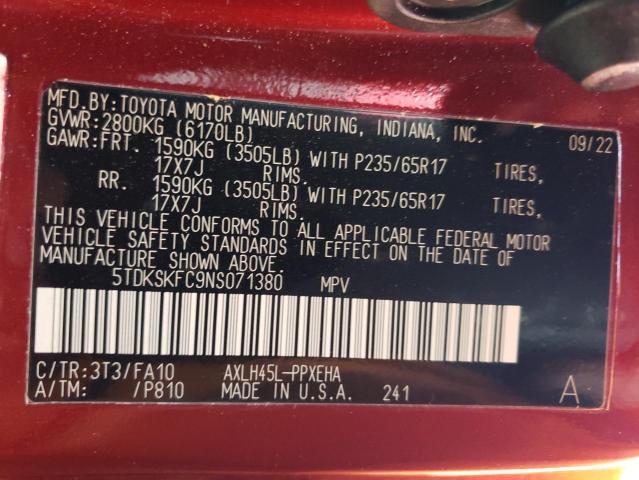 MFD.BY:TOYOTA MOTOR MANUFACTURING, INDIANA, INC. 09/22
GVWR:2800KG (6170LB)
GAWR:FRT. 1590KG (3505LB) WITH P235/65R17 TIRES,
17X7J RIMS.
RR. 1590KG (3505LB) WITH P235/65R17 TIRES,
17X7J RIMS.
THIS VEHICLE CONFORMS TO ALL APPLICABLE FEDERAL MOTOR
VEHICLE SAFETY STANDARDS IN EFFECT ON THE DATE OF
MANUFACTURE SHOWN ABOVE.
5TDKSKFC9NS071380 MPV
C/TR:3T3/FA10 AXLH45L-PPXEHA
A/TM: /P810 MADE IN U.S.A. 241 A